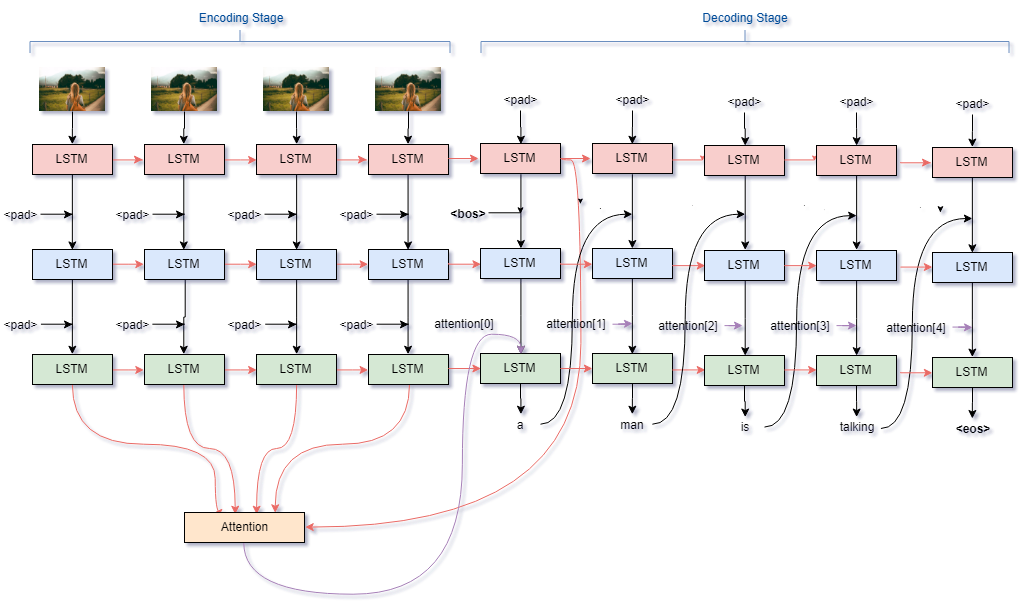 Encoding Stage
Decoding Stage
<pad>
<pad>
<pad>
<pad>
<pad>
LSTM
LSTM
LSTM
LSTM
LSTM
LSTM
LSTM
LSTM
LSTM
<pad>
<pad>
<pad>
<pad>
<bos>
LSTM
LSTM
LSTM
LSTM
LSTM
LSTM
LSTM
LSTM
LSTM
<pad>
<pad>
<pad>
<pad>
attention[0]
attention[1]
attention[2]
attention[3]
attention[4]
LSTM
LSTM
LSTM
LSTM
LSTM
LSTM
LSTM
LSTM
LSTM
a
man
is
talking
<eos>
Attention